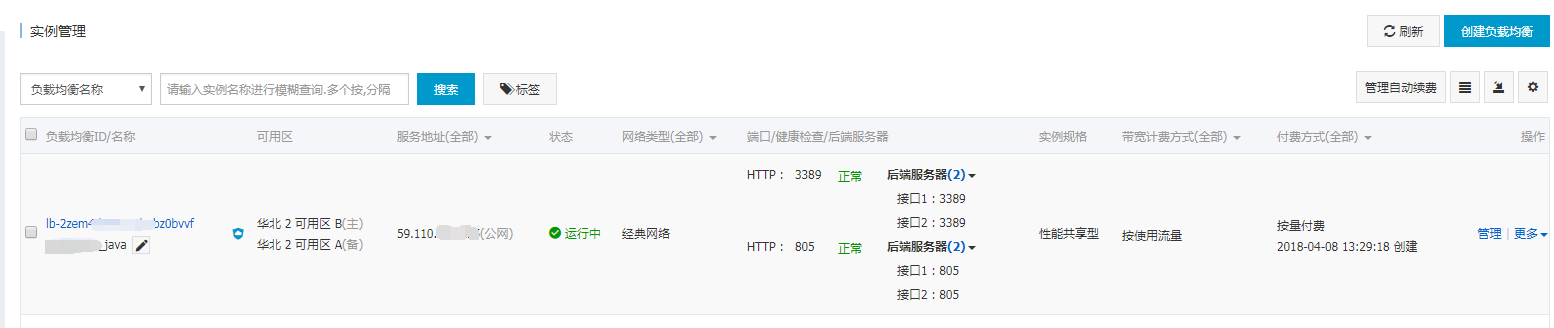 实例管理
刷新
创建负载均衡
负载均衡名称
请输入实例名称进行模糊查询.多个按,分隔
搜索
标签
管理自动续费
负载均衡ID/名称
可用区
服务地址(全部)
状态
网络类型(全部)
端口/健康检查/后端服务器
实例规格
带宽计费方式(全部)
付费方式(全部)
操作
lb-2zem
bz0bvvf
_java
华北 2 可用区 B(主)
华北 2 可用区 A(备)
59.110.
(公网)
运行中
经典网络
HTTP： 3389 正常 后端服务器(2)
接口1：3389
接口2：3389
HTTP： 805 正常 后端服务器(2)
接口1：805
接口2：805
性能共享型
按使用流量
按量付费
2018-04-08 13:29:18 创建
管理 | 更多